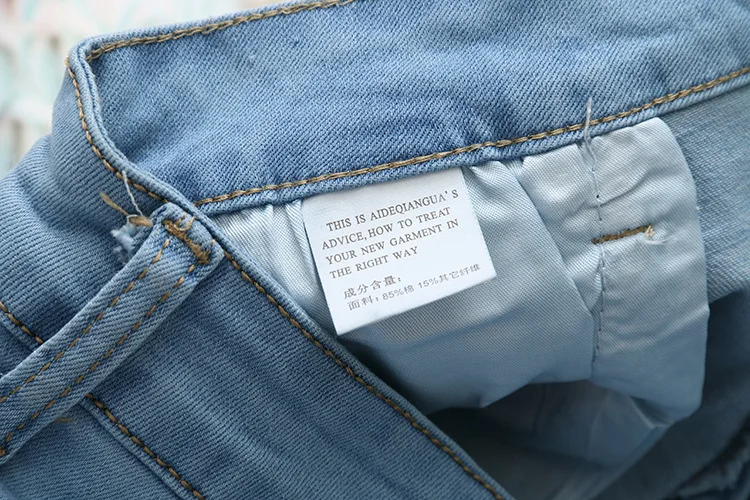 THIS IS AIDEQIANGUA'S
ADVICE,HOW TO TREAT
YOUR NEW GARMENT IN
THE RIGHT WAY
成分含量:
面料:85%棉 15%其它纤维